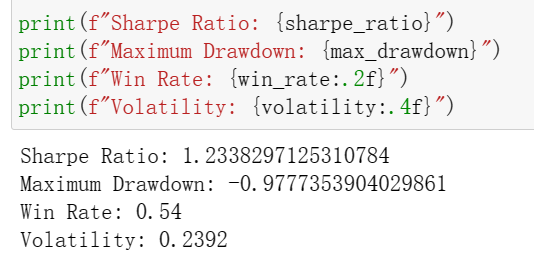 print(f"Sharpe Ratio: {sharpe_ratio}")
print(f"Maximum Drawdown: {max_drawdown}")
print(f"Win Rate: {win_rate:.2f}")
print(f"Volatility: {volatility:.4f}")
Sharpe Ratio: 1.2338297125310784
Maximum Drawdown: -0.9777353904029861
Win Rate: 0.54
Volatility: 0.2392